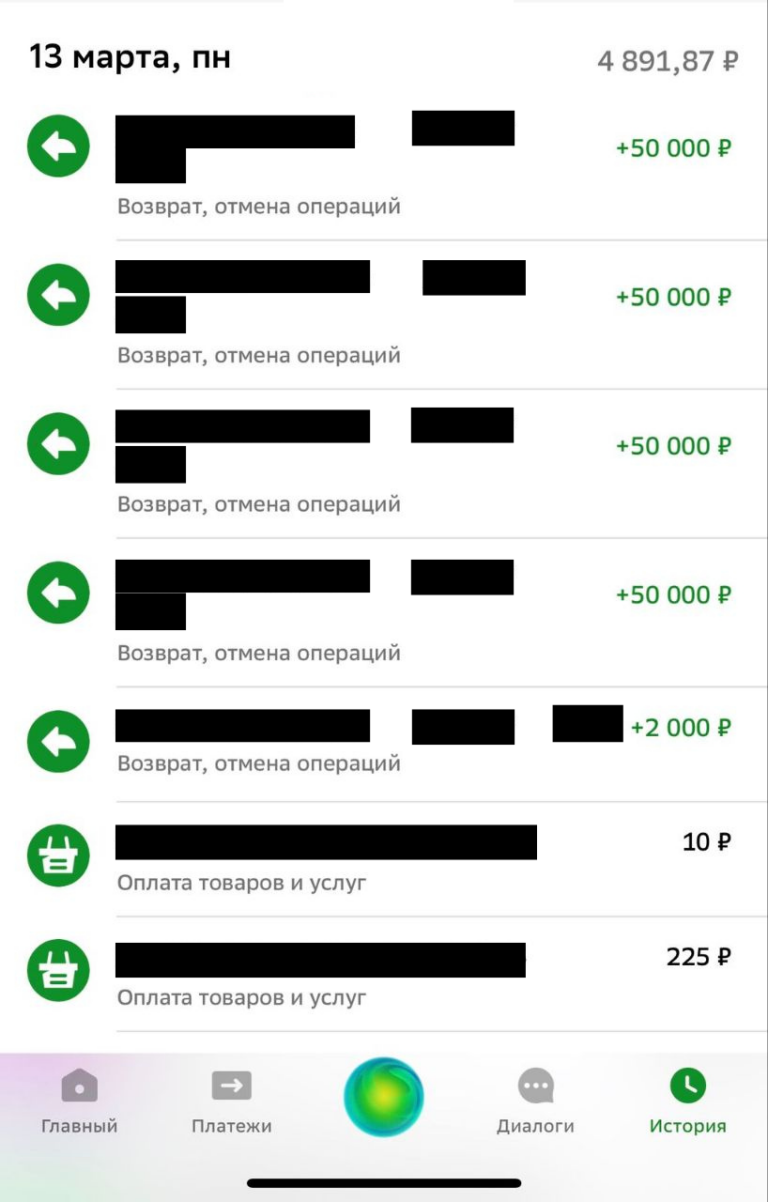 13 марта, пн 4 891,87 ₽
+50 000 ₽
Возврат, отмена операций
+50 000 ₽
Возврат, отмена операций
+50 000 ₽
Возврат, отмена операций
+50 000 ₽
Возврат, отмена операций
+2 000 ₽
Возврат, отмена операций
10 ₽
Оплата товаров и услуг
225 ₽
Оплата товаров и услуг
Главный Платежи Диалоги История